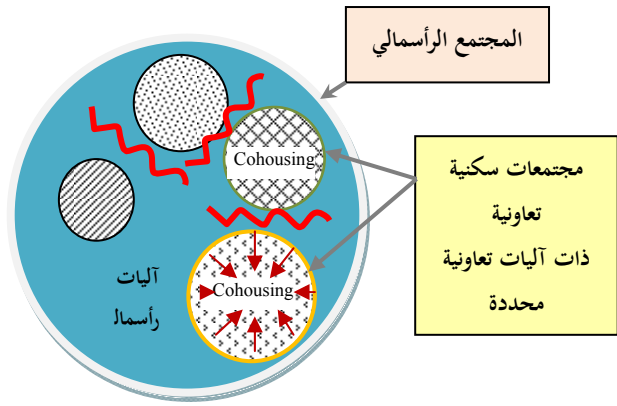 المجتمع الرأسمالي
Cohousing
مجتمعات سكنية
تعاونية
ذات آليات تعاونية
محددة
آليات
رأسمال
Cohousing